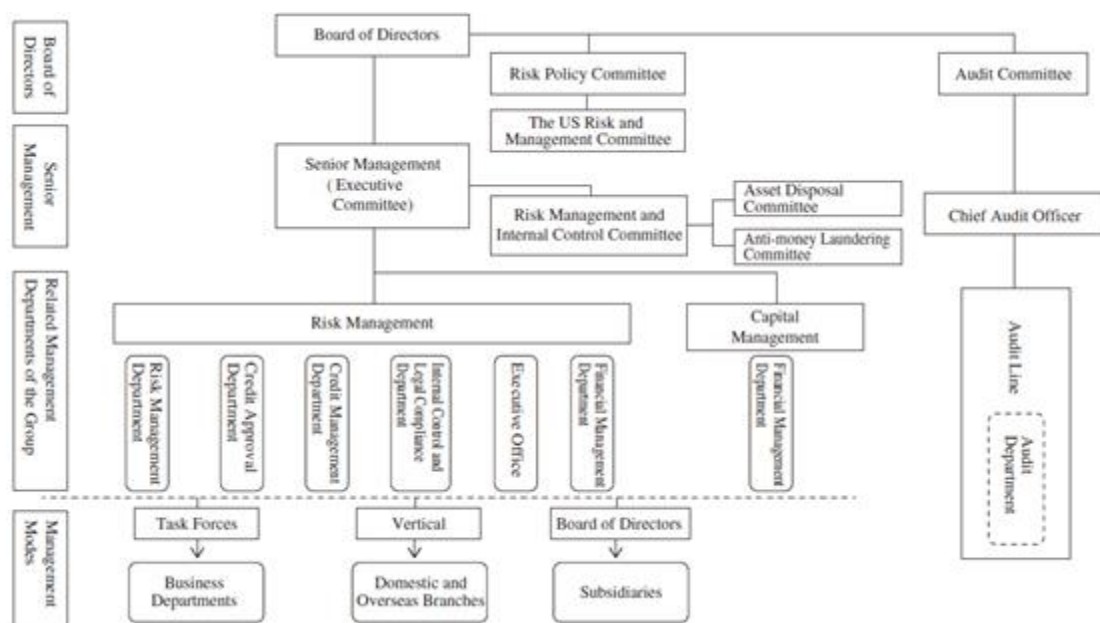 Board of
Directors
Board of Directors
Risk Policy Committee
Audit Committee
The US Risk and
Management Committee
Senior
Management
Senior Management
( Executive
Committee)
Risk Management and
Internal Control Committee
Asset Disposal
Committee
Anti-money Laundering
Committee
Chief Audit Officer
Related Management
Departments of the Group
Risk Management
Capital
Management
Risk Management
Department
Credit Approval
Department
Credit Management
Department
Internal Control and
Legal Compliance
Department
Executive Office
Financial Management
Department
Financial Management
Department
Audit Line
Audit
Department
Management
Modes
Task Forces
Vertical
Board of Directors
Business
Departments
Domestic and
Overseas Branches
Subsidiaries